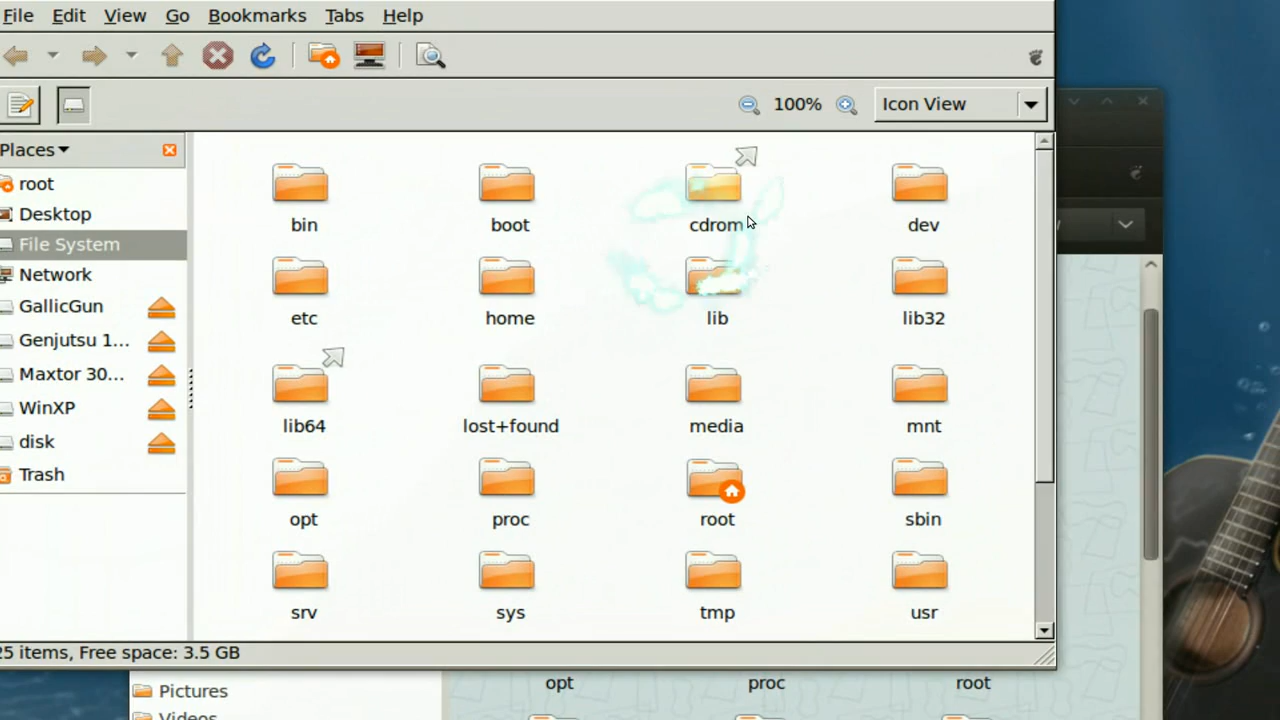 File Edit View Go Bookmarks Tabs Help
100% Icon View
Places
root
Desktop
File System
Network
GallicGun
Genjutsu 1...
Maxtor 30...
WinXP
disk
Trash
bin boot cdrom dev
etc home lib lib32
lib64 lost+found media mnt
opt proc root sbin
srv sys tmp usr
25 items, Free space: 3.5 GB
Pictures
Videos
opt proc root